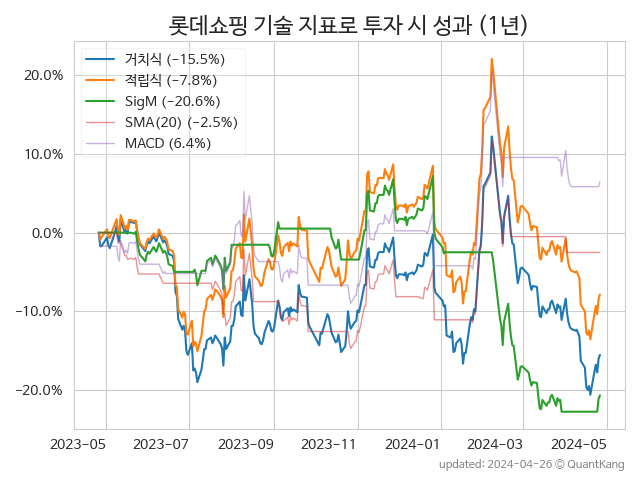 롯데쇼핑 기술 지표로 투자 시 성과 (1년)
거치식 (−15.5%)
적립식 (−7.8%)
SigM (−20.6%)
SMA(20) (−2.5%)
MACD (6.4%)
20.0%
10.0%
0.0%
−10.0%
−20.0%
2023-05 2023-07 2023-09 2023-11 2024-01 2024-03 2024-05
updated: 2024-04-26 © QuantKang